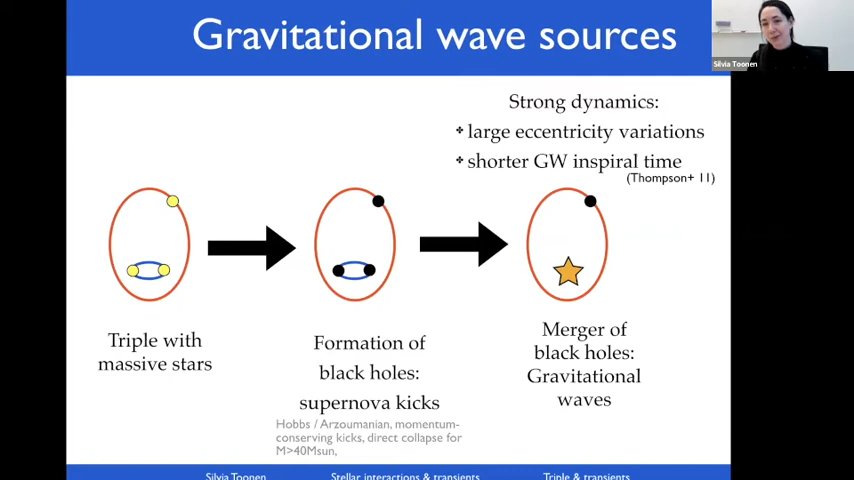 Gravitational wave sources
Silvia Toonen
Strong dynamics:
large eccentricity variations
shorter GW inspiral time
(Thompson+ 11)
Triple with
massive stars
Formation of
black holes:
supernova kicks
Hobbs / Arzoumanian, momentum-
conserving kicks, direct collapse for
M>40Msun,
Merger of
black holes:
Gravitational
waves
Silvia Toonen
Stellar interactions & transients
Triple & transients